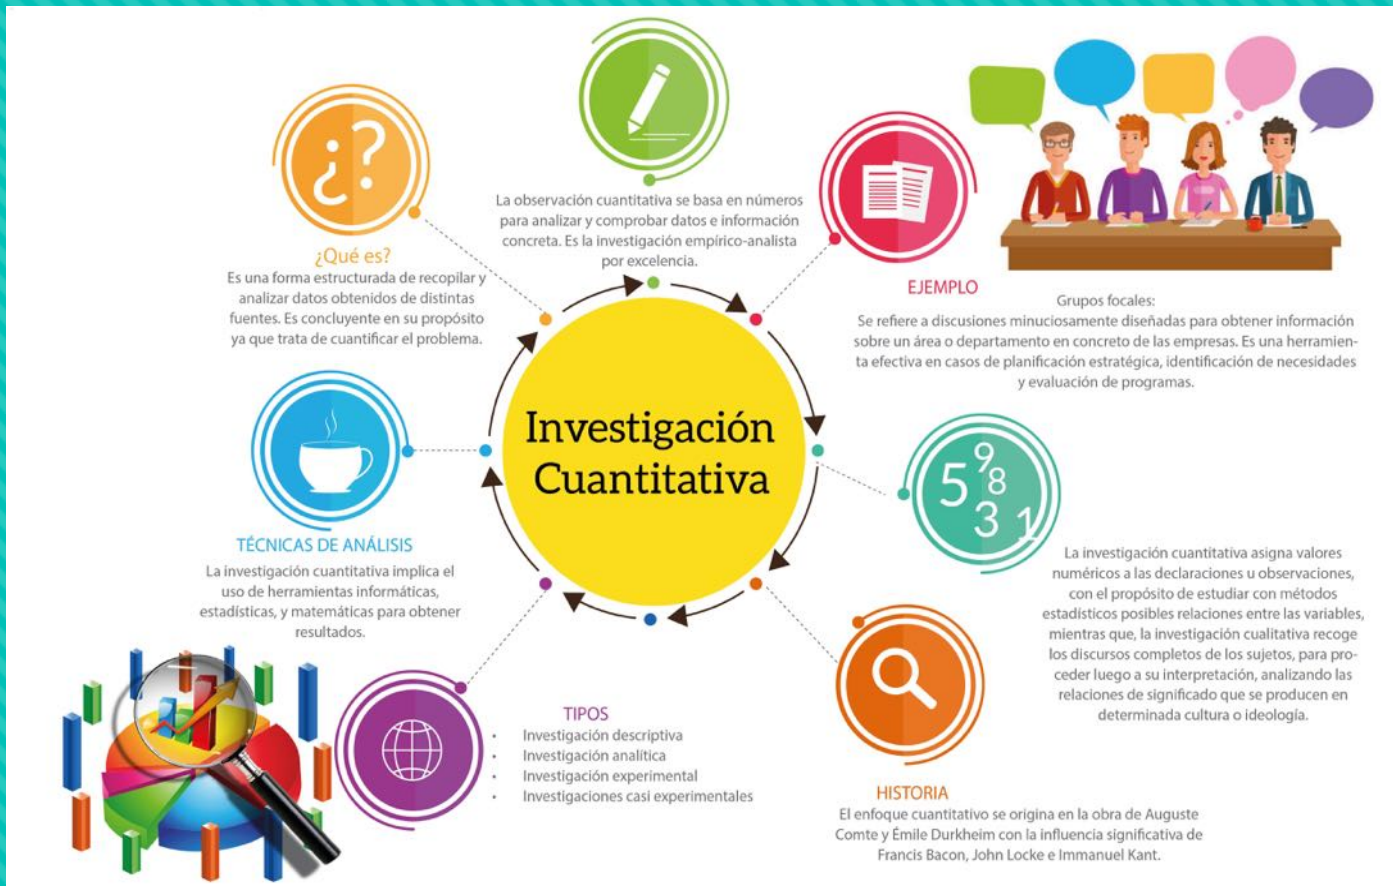 ¿?
¿Qué es?
Es una forma estructurada de recopilar y
analizar datos obtenidos de distintas
fuentes. Es concluyente en su propósito
ya que trata de cuantificar el problema.
La observación cuantitativa se basa en números
para analizar y comprobar datos e información
concreta. Es la investigación empírico-analista
por excelencia.
EJEMPLO
Grupos focales:
Se refiere a discusiones minuciosamente diseñadas para obtener información
sobre un área o departamento en concreto de las empresas. Es una herramien-
ta efectiva en casos de planificación estratégica, identificación de necesidades
y evaluación de programas.
Investigación
Cuantitativa
5 9 8 3 1
La investigación cuantitativa asigna valores
numéricos a las declaraciones u observaciones,
con el propósito de estudiar con métodos
estadísticos posibles relaciones entre las variables,
mientras que, la investigación cualitativa recoge
los discursos completos de los sujetos, para pro-
ceder luego a su interpretación, analizando las
relaciones de significado que se producen en
determinada cultura o ideología.
TÉCNICAS DE ANÁLISIS
La investigación cuantitativa implica el
uso de herramientas informáticas,
estadísticas, y matemáticas para obtener
resultados.
TIPOS
• Investigación descriptiva
• Investigación analítica
• Investigación experimental
• Investigaciones casi experimentales
HISTORIA
El enfoque cuantitativo se origina en la obra de Auguste
Comte y Émile Durkheim con la influencia significativa de
Francis Bacon, John Locke e Immanuel Kant.